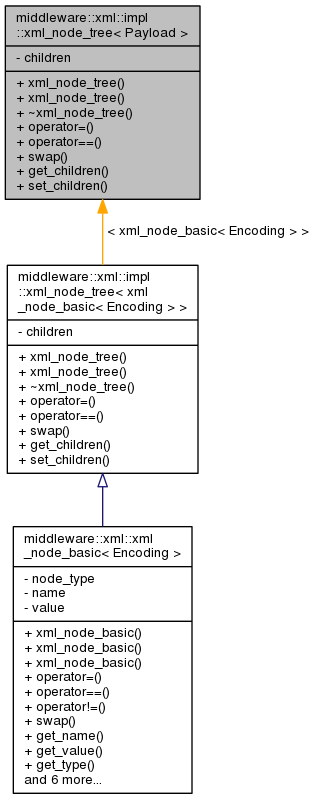 middleware::xml::impl
::xml_node_tree< Payload >
- children
+ xml_node_tree()
+ xml_node_tree()
+ ~xml_node_tree()
+ operator=()
+ operator==()
+ swap()
+ get_children()
+ set_children()
< xml_node_basic< Encoding > >
middleware::xml::impl
::xml_node_tree< xml
_node_basic< Encoding > >
- children
+ xml_node_tree()
+ xml_node_tree()
+ ~xml_node_tree()
+ operator=()
+ operator==()
+ swap()
+ get_children()
+ set_children()
middleware::xml::xml
_node_basic< Encoding >
- node_type
- name
- value
+ xml_node_basic()
+ xml_node_basic()
+ xml_node_basic()
+ operator=()
+ operator==()
+ operator!=()
+ swap()
+ get_name()
+ get_value()
+ get_type()
and 6 more...